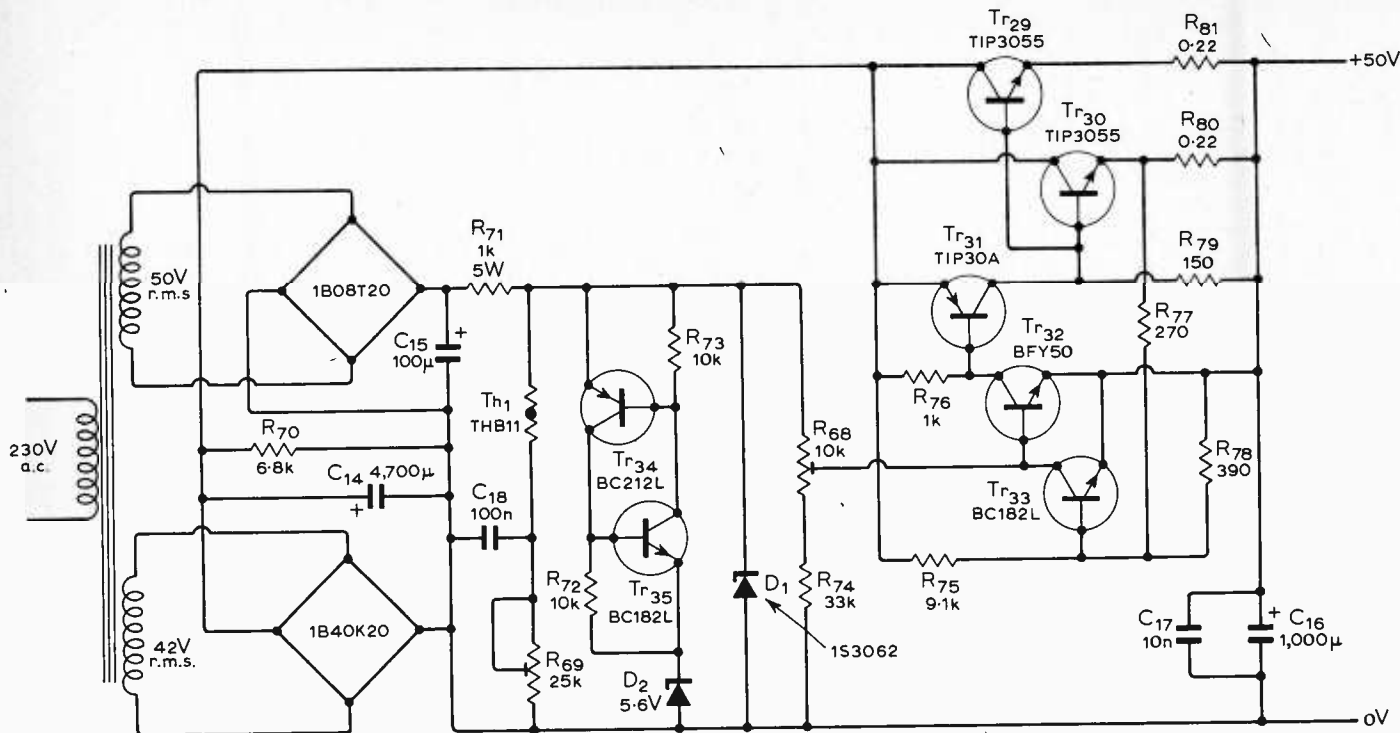 Tr29
TIP3055
R81
0·22
+50V
Tr30
TIP3055
R80
0·22
50V
r.m.s
1B08T20
R71
1k
5W
C15
100µ
+
Th1
THB11
R73
10k
Tr31
TIP30A
R79
150
R77
270
Tr32
BFY50
R76
1k
R68
10k
230V
a.c.
R70
6.8k
C14
4,700µ
+
C18
100n
Tr34
BC212L
Tr33
BC182L
R78
390
42V
r.m.s.
1B40K20
R72
10k
Tr35
BC182L
D1
R74
33k
R75
9·1k
1S3062
R69
25k
D2
5·6V
C17
10n
+
C16
1,000µ
0V